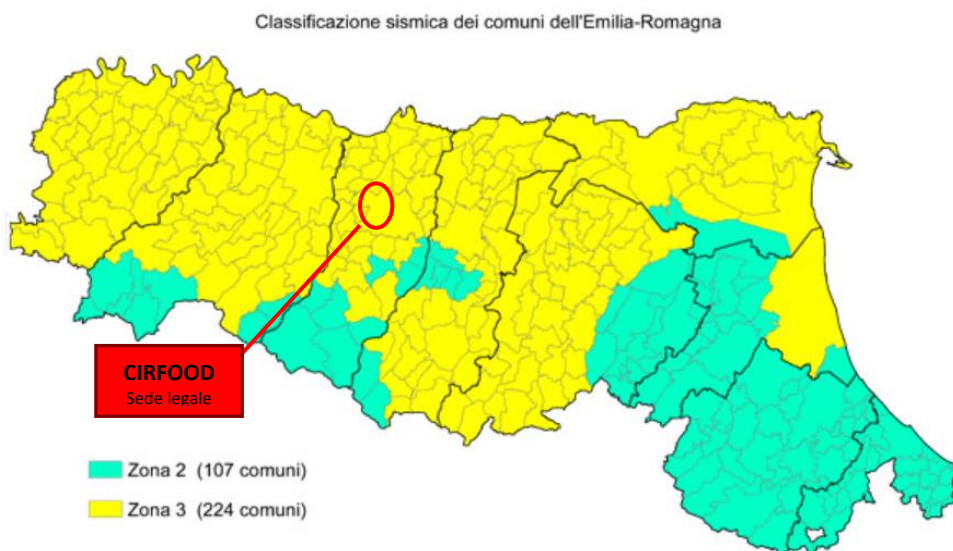 Classificazione sismica dei comuni dell'Emilia-Romagna
CIRFOOD
Sede legale
Zona 2 (107 comuni)
Zona 3 (224 comuni)